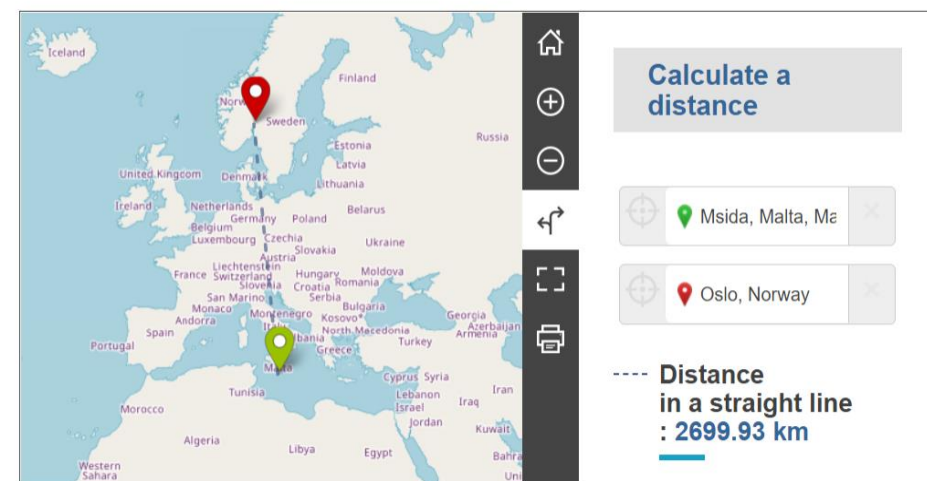 Iceland
Finland
Norw
Sweden
Russia
Estonia
Latvia
United Kingdom
Denmark
Lithuania
Ireland
Netherlands
Belarus
Germany
Poland
Belgium
Luxembourg
Czechia
Ukraine
Slovakia
Austria
Liechtenstein
France
Switzerland
Hungary
Moldova
Slovenia
Croatia
Romania
San Marino
Serbia
Monaco
Montenegro
Bulgaria
Georgia
Andorra
Kosovo*
Azerbaijan
Spain
North Macedonia
Armenia
Portugal
Turkey
Greece
Malta
Cyprus
Syria
Tunisia
Lebanon
Iran
Morocco
Israel
Iraq
Jordan
Kuwait
Algeria
Libya
Egypt
Bahra
Western
Sahara
Uni
Calculate a
distance
Msida, Malta, Ma
Oslo, Norway
Distance
in a straight line
: 2699.93 km